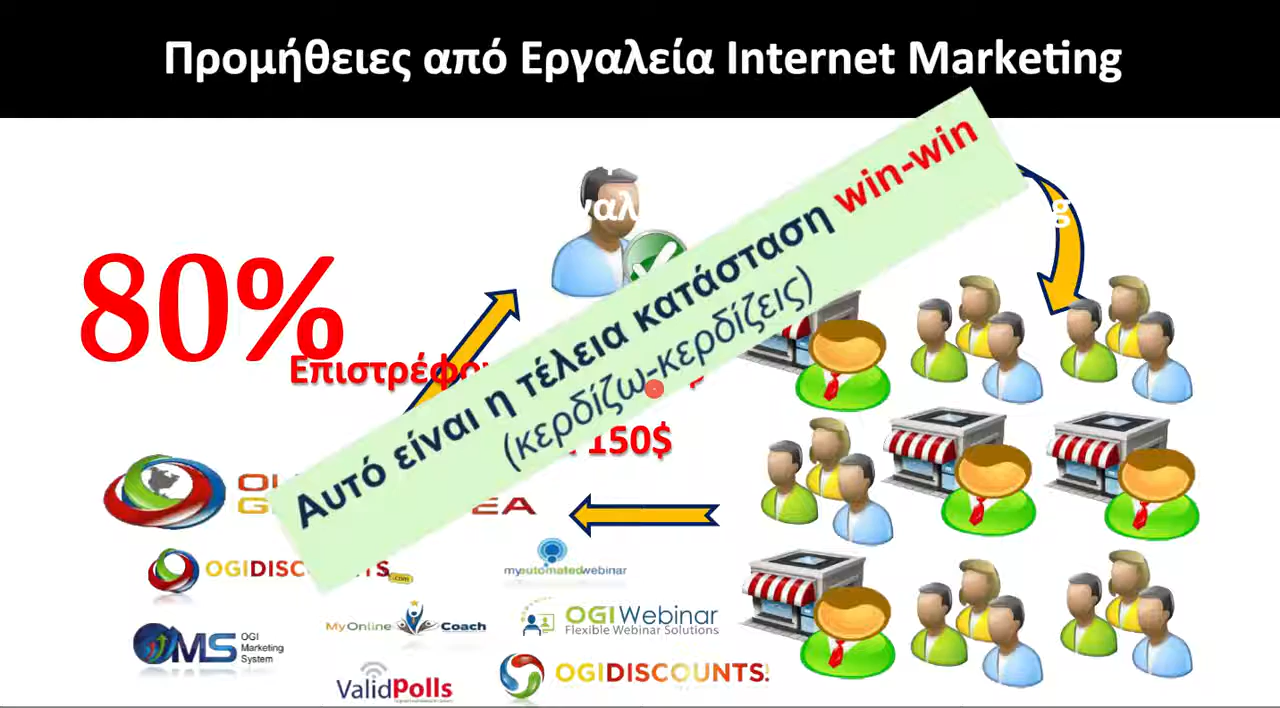 Προμήθειες από Εργαλεία Internet Marketing
80%
Αυτό είναι η τέλεια κατάσταση win-win
(κερδίζω-κερδίζεις)
150$
OGIDISCOUNTS
.com
myautomatedwebinar
MyOnline Coach
OGIWebinar
Flexible Webinar Solutions
OMS OGI
Marketing
System
ValidPolls
OGIDISCOUNTS